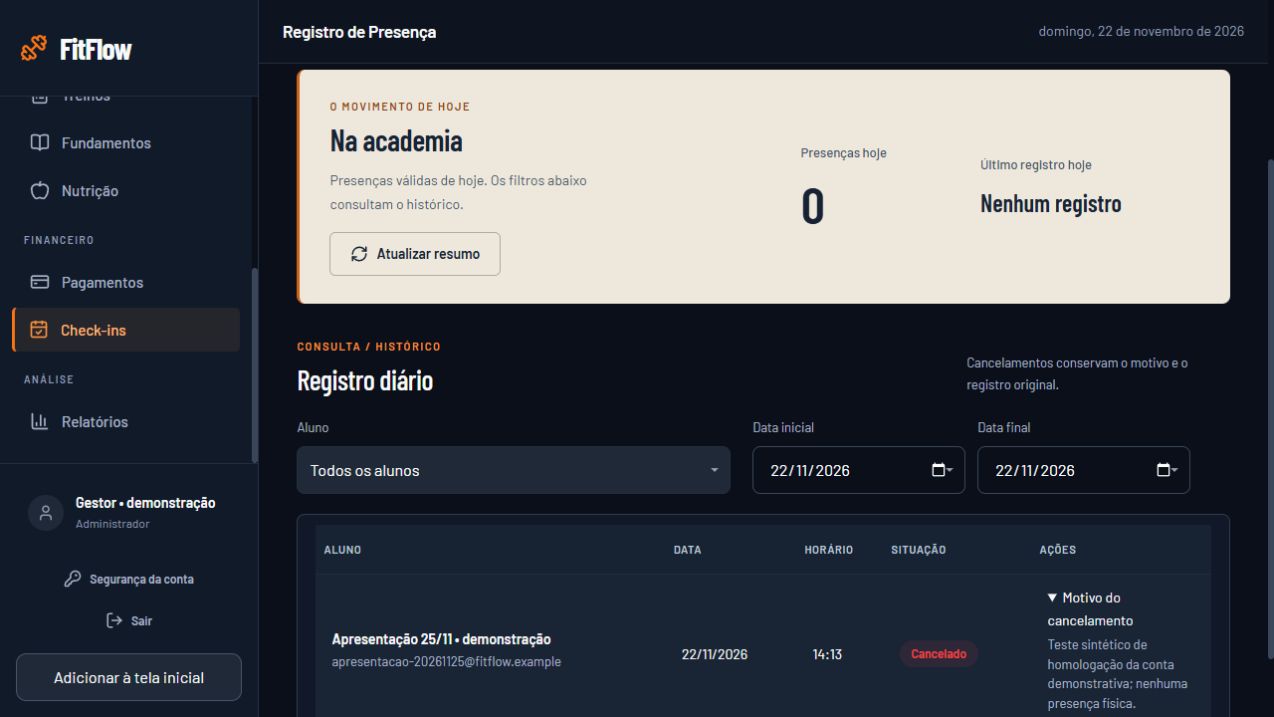 FitFlow
Treinos
Fundamentos
Nutrição
FINANCEIRO
Pagamentos
Check-ins
ANÁLISE
Relatórios
Gestor • demonstração
Administrador
Segurança da conta
Sair
Adicionar à tela inicial
Registro de Presença
domingo, 22 de novembro de 2026
O MOVIMENTO DE HOJE
Na academia
Presenças válidas de hoje. Os filtros abaixo
consultam o histórico.
Atualizar resumo
Presenças hoje
0
Último registro hoje
Nenhum registro
CONSULTA / HISTÓRICO
Registro diário
Cancelamentos conservam o motivo e o
registro original.
Aluno
Todos os alunos
Data inicial
22/11/2026
Data final
22/11/2026
ALUNO DATA HORÁRIO SITUAÇÃO AÇÕES
Apresentação 25/11 • demonstração
apresentacao-20261125@fitflow.example
22/11/2026
14:13
Cancelado
▼ Motivo do
cancelamento
Teste sintético de
homologação da conta
demonstrativa; nenhuma
presença física.